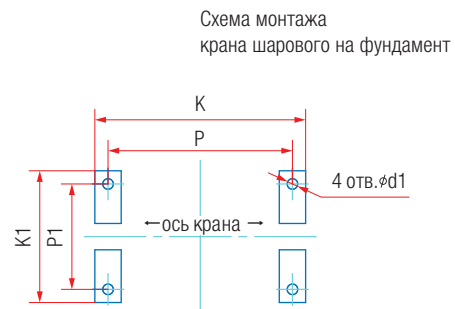 Схема монтажа
крана шарового на фундамент
K
P
4 отв.⌀d1
K1
P1
←ось крана→